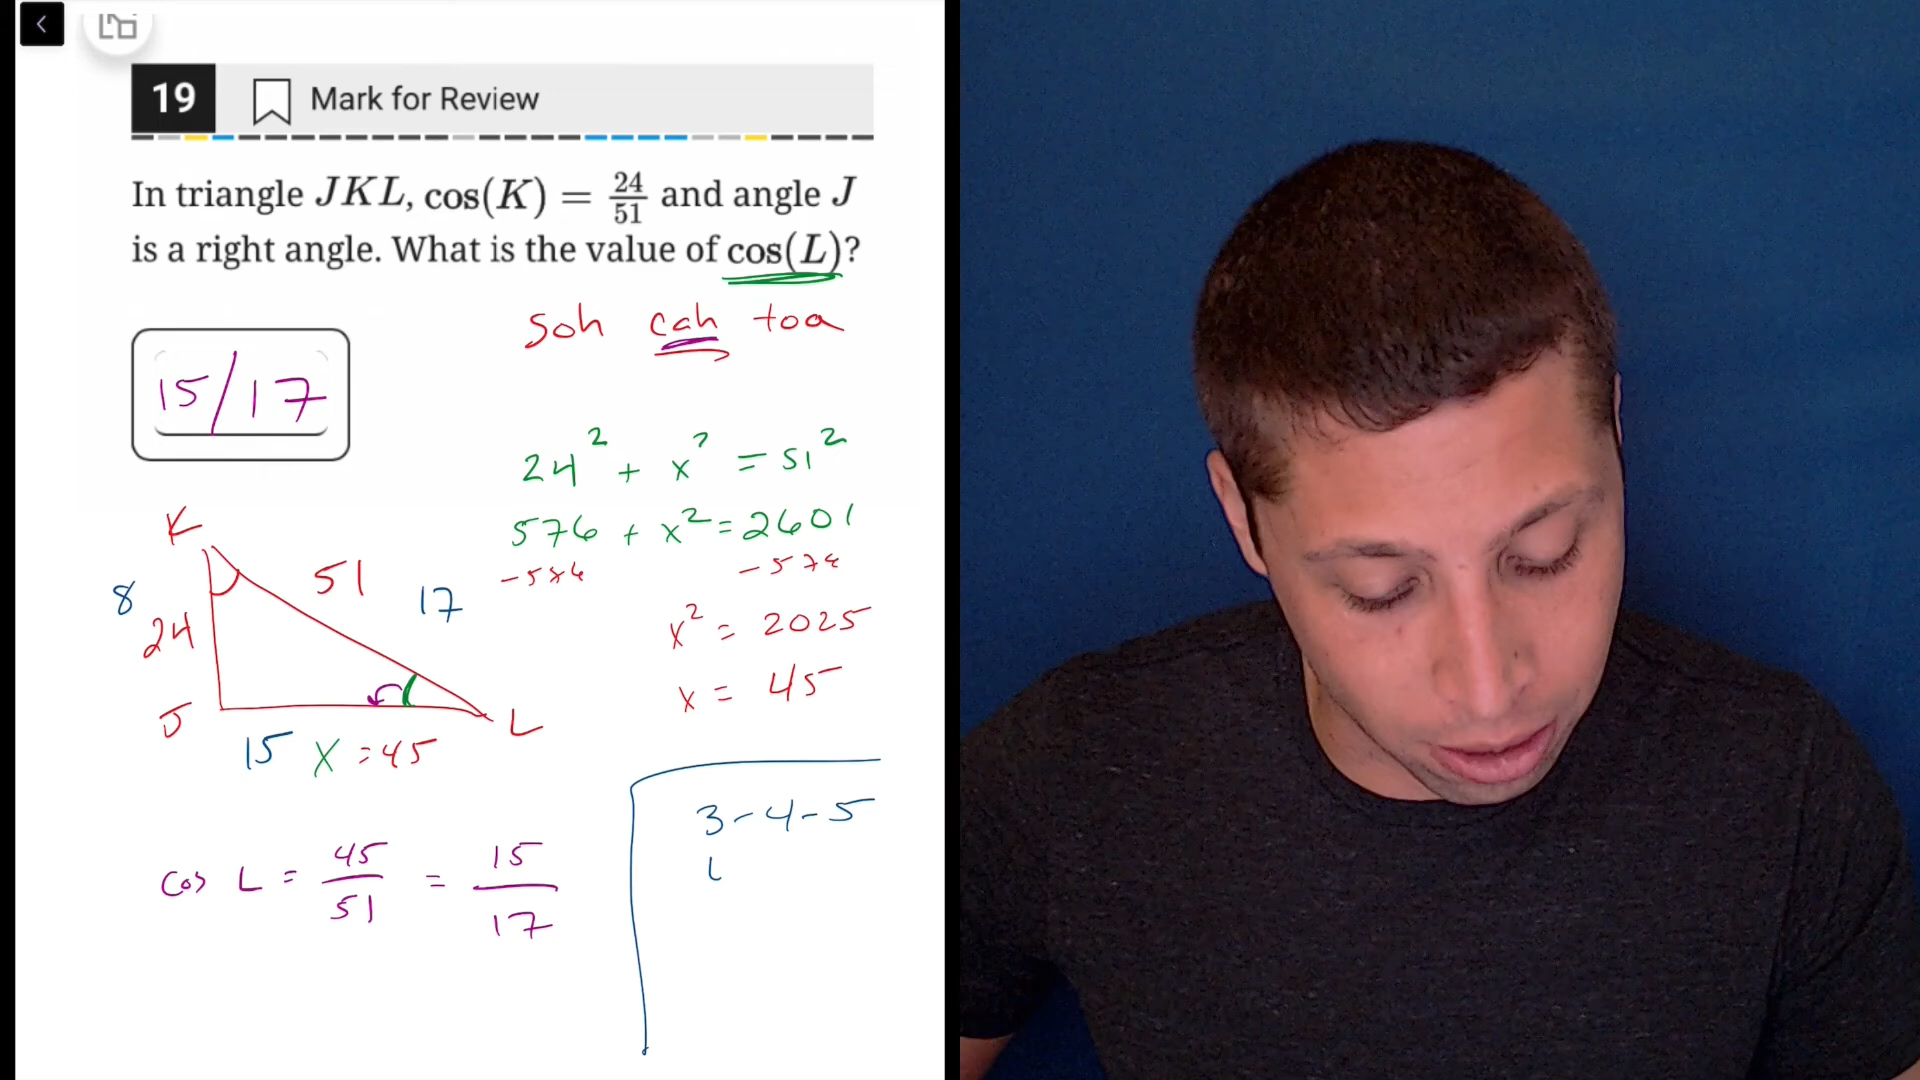 19 Mark for Review
In triangle JKL, cos(K) = 24/51 and angle J
is a right angle. What is the value of cos(L)?
Soh cah toa
15/17
24² + x² = 51²
576 + x² = 2601
-576 -576
x² = 2025
x = 45
K
8
24
51
17
J
L
15 X = 45
cos L = 45/51 = 15/17
3-4-5